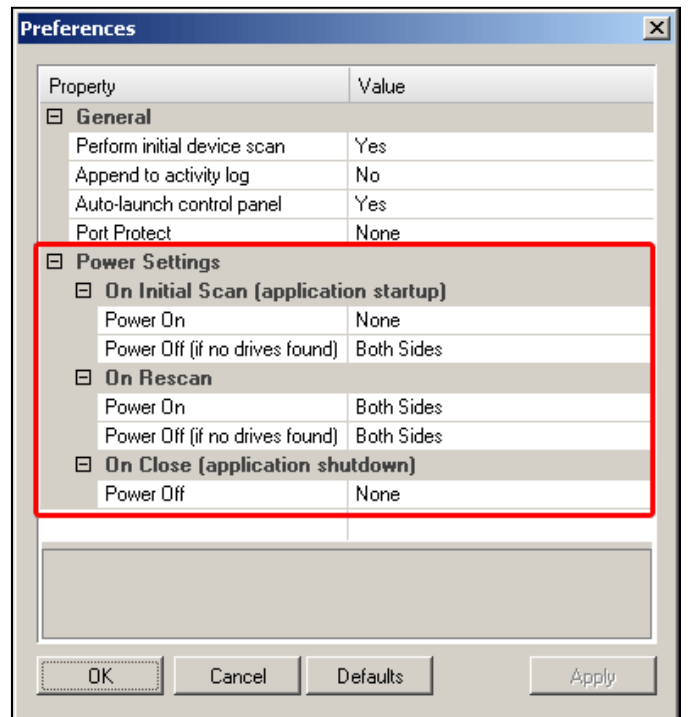 Preferences
Property Value
General
Perform initial device scan Yes
Append to activity log No
Auto-launch control panel Yes
Port Protect None
Power Settings
On Initial Scan (application startup)
Power On None
Power Off (if no drives found) Both Sides
On Rescan
Power On Both Sides
Power Off (if no drives found) Both Sides
On Close (application shutdown)
Power Off None
OK Cancel Defaults Apply